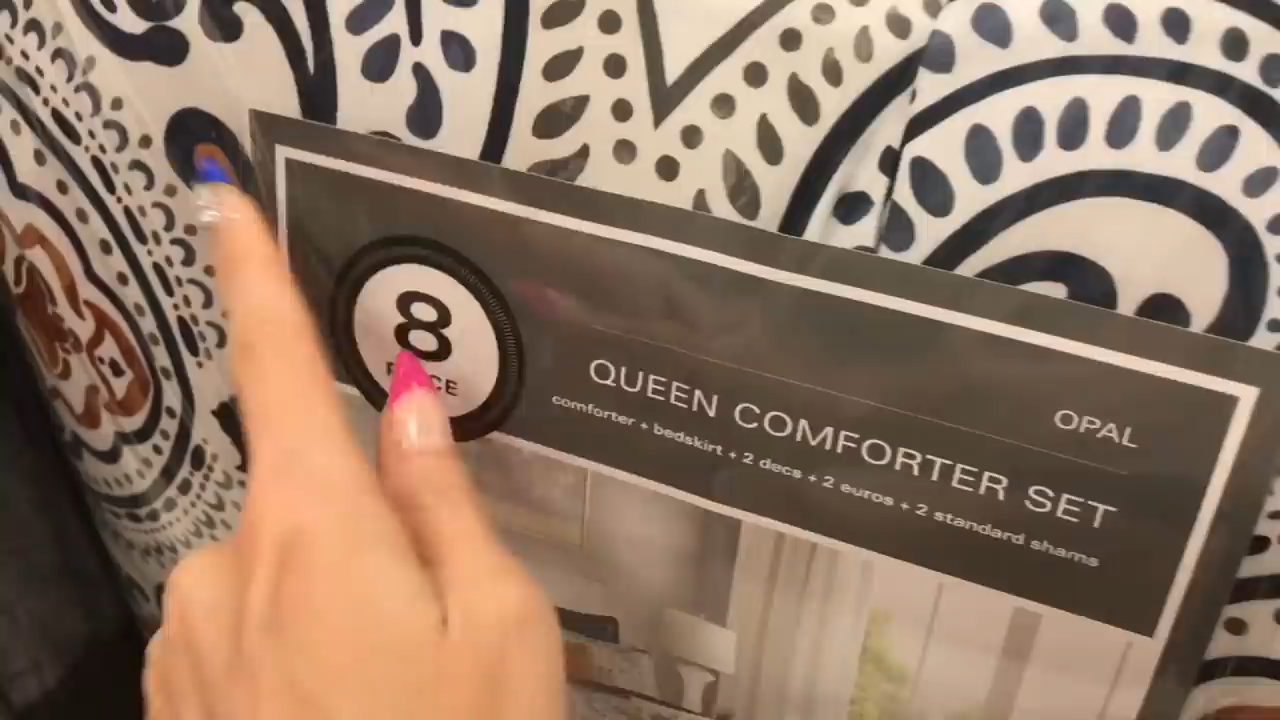 8
OPAL
QUEEN COMFORTER SET
comforter + bedskirt + 2 decs + 2 euros + 2 standard shams